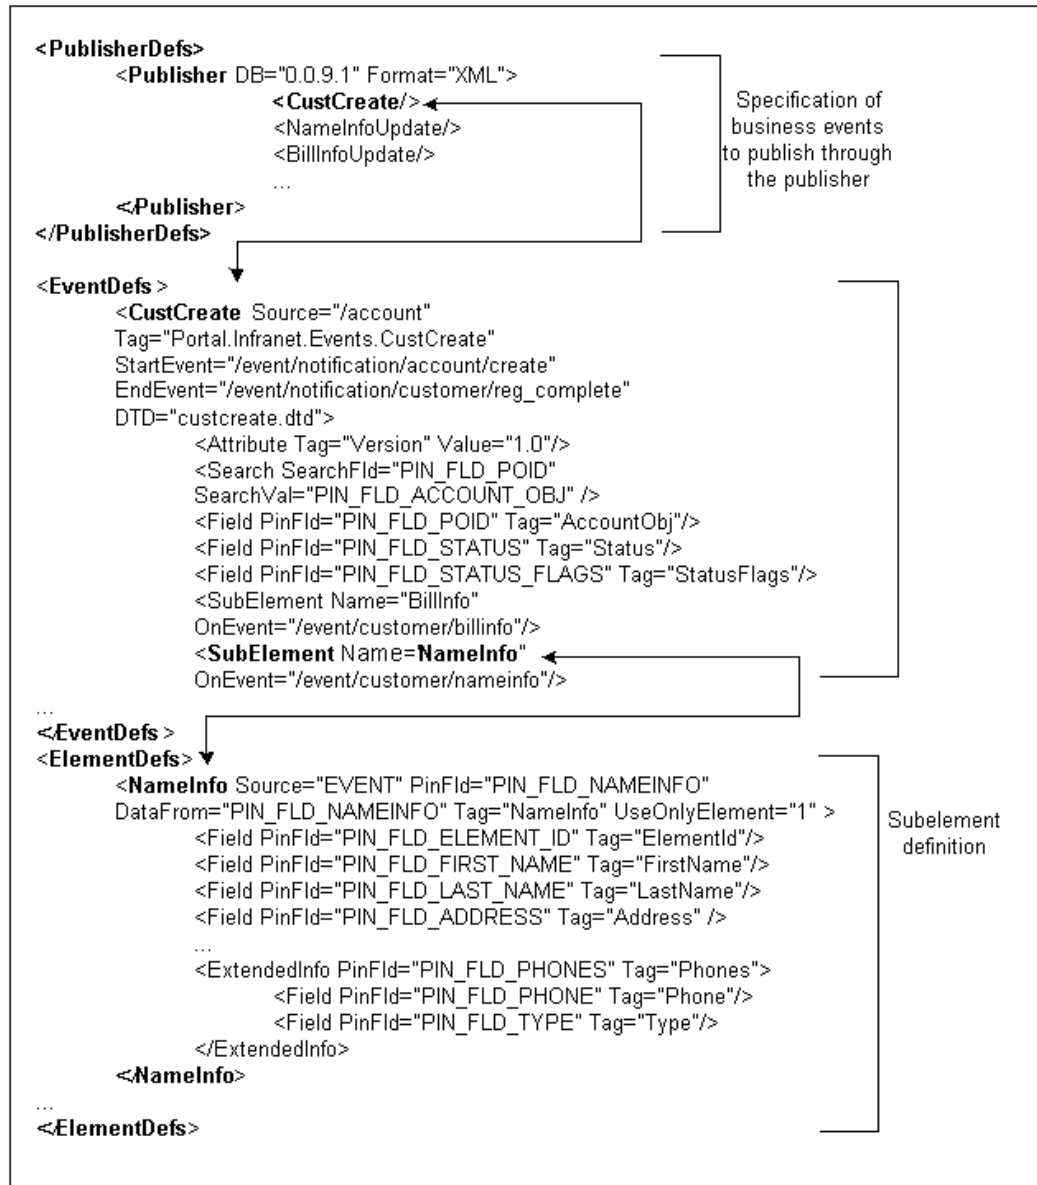 <PublisherDefs>
<Publisher DB="0.0.9.1" Format="XML">
<CustCreate/>
<NameInfoUpdate/>
<BillInfoUpdate/>
...
</Publisher>
</PublisherDefs>
Specification of
business events
to publish through
the publisher
<EventDefs >
<CustCreate Source="/account"
Tag="Portal.Infranet.Events.CustCreate"
StartEvent="/event/notification/account/create"
EndEvent="/event/notification/customer/reg_complete"
DTD="custcreate.dtd">
<Attribute Tag="Version" Value="1.0"/>
<Search SearchFld="PIN_FLD_POID"
SearchVal="PIN_FLD_ACCOUNT_OBJ" />
<Field PinFld="PIN_FLD_POID" Tag="AccountObj"/>
<Field PinFld="PIN_FLD_STATUS" Tag="Status"/>
<Field PinFld="PIN_FLD_STATUS_FLAGS" Tag="StatusFlags"/>
<SubElement Name="BillInfo"
OnEvent="/event/customer/billinfo"/>
<SubElement Name='NameInfo"
OnEvent="/event/customer/nameinfo"/>
...
</EventDefs >
<ElementDefs>
<NameInfo Source="EVENT" PinFld="PIN_FLD_NAMEINFO"
DataFrom="PIN_FLD_NAMEINFO" Tag="NameInfo" UseOnlyElement="1" >
<Field PinFld="PIN_FLD_ELEMENT_ID" Tag="ElementId"/>
<Field PinFld="PIN_FLD_FIRST_NAME" Tag="FirstName"/>
<Field PinFld="PIN_FLD_LAST_NAME" Tag="LastName"/>
<Field PinFld="PIN_FLD_ADDRESS" Tag="Address" />
...
<ExtendedInfo PinFld="PIN_FLD_PHONES" Tag="Phones">
<Field PinFld="PIN_FLD_PHONE" Tag="Phone"/>
<Field PinFld="PIN_FLD_TYPE" Tag="Type"/>
</ExtendedInfo>
</NameInfo>
...
</ElementDefs>
Subelement
definition